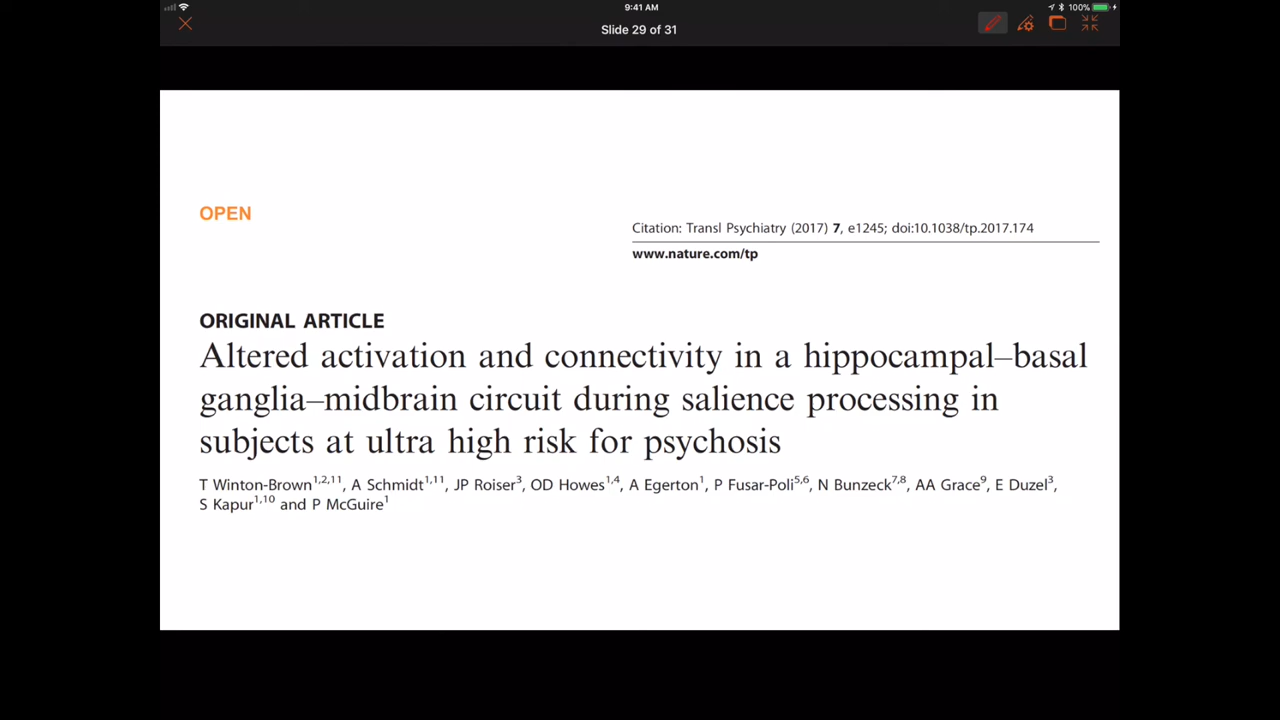 9:41 AM
100%
Slide 29 of 31
OPEN
Citation: Transl Psychiatry (2017) 7, e1245; doi:10.1038/tp.2017.174
www.nature.com/tp
ORIGINAL ARTICLE
Altered activation and connectivity in a hippocampal–basal
ganglia–midbrain circuit during salience processing in
subjects at ultra high risk for psychosis
T Winton-Brown1,2,11, A Schmidt1,11, JP Roiser3, OD Howes1,4, A Egerton1, P Fusar-Poli5,6, N Bunzeck7,8, AA Grace9, E Duzel3,
S Kapur1,10 and P McGuire1